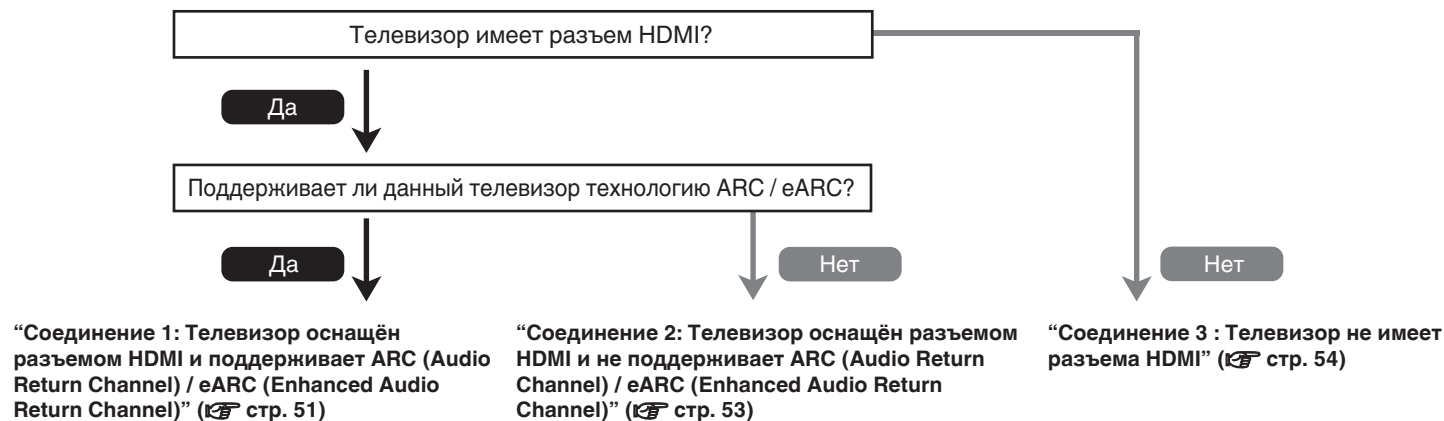 Телевизор имеет разъем HDMI?
Да
Поддерживает ли данный телевизор технологию ARC / eARC?
Да
Нет
Нет
“Соединение 1: Телевизор оснащён
разъемом HDMI и поддерживает ARC (Audio
Return Channel) / eARC (Enhanced Audio
Return Channel)” (☞ стр. 51)
“Соединение 2: Телевизор оснащён разъемом
HDMI и не поддерживает ARC (Audio Return
Channel) / eARC (Enhanced Audio Return
Channel)” (☞ стр. 53)
“Соединение 3 : Телевизор не имеет
разъема HDMI” (☞ стр. 54)